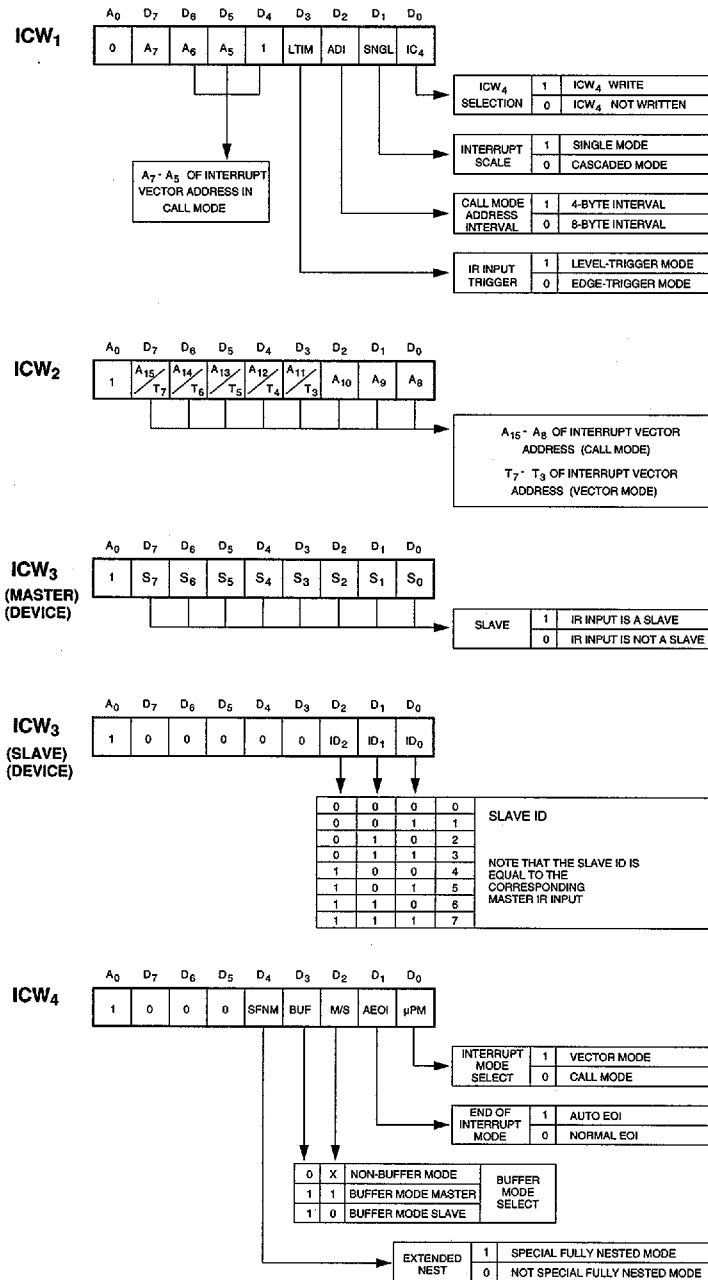 ICW₁
A₀ D₇ D₆ D₅ D₄ D₃ D₂ D₁ D₀
0 A₇ A₆ A₅ 1 LTIM ADI SNGL IC₄
ICW₄ SELECTION
1 ICW₄ WRITE
0 ICW₄ NOT WRITTEN
INTERRUPT SCALE
1 SINGLE MODE
0 CASCADED MODE
A₇ - A₅ OF INTERRUPT
VECTOR ADDRESS IN
CALL MODE
CALL MODE
ADDRESS
INTERVAL
1 4-BYTE INTERVAL
0 8-BYTE INTERVAL
IR INPUT
TRIGGER
1 LEVEL-TRIGGER MODE
0 EDGE-TRIGGER MODE
ICW₂
A₀ D₇ D₆ D₅ D₄ D₃ D₂ D₁ D₀
1 A₁₅/T₇ A₁₄/T₆ A₁₃/T₅ A₁₂/T₄ A₁₁/T₃ A₁₀ A₉ A₈
A₁₅ - A₈ OF INTERRUPT VECTOR
ADDRESS (CALL MODE)
T₇ - T₃ OF INTERRUPT VECTOR
ADDRESS (VECTOR MODE)
ICW₃
(MASTER)
(DEVICE)
A₀ D₇ D₆ D₅ D₄ D₃ D₂ D₁ D₀
1 S₇ S₆ S₅ S₄ S₃ S₂ S₁ S₀
SLAVE
1 IR INPUT IS A SLAVE
0 IR INPUT IS NOT A SLAVE
ICW₃
(SLAVE)
(DEVICE)
A₀ D₇ D₆ D₅ D₄ D₃ D₂ D₁ D₀
1 0 0 0 0 0 ID₂ ID₁ ID₀
0 0 0 0
0 0 1 1
0 1 0 2
0 1 1 3
1 0 0 4
1 0 1 5
1 1 0 6
1 1 1 7
SLAVE ID
NOTE THAT THE SLAVE ID IS
EQUAL TO THE
CORRESPONDING
MASTER IR INPUT
ICW₄
A₀ D₇ D₆ D₅ D₄ D₃ D₂ D₁ D₀
1 0 0 0 SFNM BUF M/S AEOI µPM
INTERRUPT
MODE
SELECT
1 VECTOR MODE
0 CALL MODE
END OF
INTERRUPT
MODE
1 AUTO EOI
0 NORMAL EOI
0 X NON-BUFFER MODE
1 1 BUFFER MODE MASTER
1 0 BUFFER MODE SLAVE
BUFFER
MODE
SELECT
EXTENDED
NEST
1 SPECIAL FULLY NESTED MODE
0 NOT SPECIAL FULLY NESTED MODE